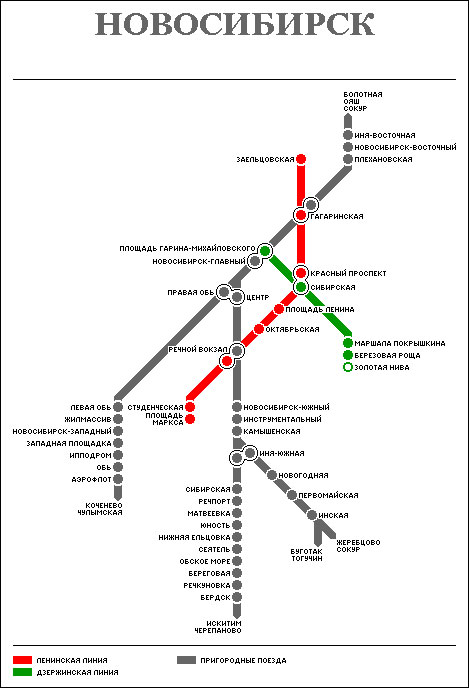 НОВОСИБИРСК
БОЛОТНАЯ
ОЯШ
СОКУР
ИНЯ-ВОСТОЧНАЯ
НОВОСИБИРСК-ВОСТОЧНЫЙ
ЗАЕЛЬЦОВСКАЯ
ПЛЕХАНОВСКАЯ
ГАГАРИНСКАЯ
ПЛОЩАДЬ ГАРИНА-МИХАЙЛОВСКОГО
НОВОСИБИРСК-ГЛАВНЫЙ
КРАСНЫЙ ПРОСПЕКТ
СИБИРСКАЯ
ПРАВАЯ ОБЬ
ЦЕНТР
ПЛОЩАДЬ ЛЕНИНА
ОКТЯБРЬСКАЯ
РЕЧНОЙ ВОКЗАЛ
МАРШАЛА ПОКРЫШКИНА
БЕРЕЗОВАЯ РОЩА
ЗОЛОТАЯ НИВА
ЛЕВАЯ ОБЬ
СТУДЕНЧЕСКАЯ
НОВОСИБИРСК-ЮЖНЫЙ
ЖИЛМАССИВ
ПЛОЩАДЬ
МАРКСА
ИНСТРУМЕНТАЛЬНЫЙ
НОВОСИБИРСК-ЗАПАДНЫЙ
КАМЫШЕНСКАЯ
ЗАПАДНАЯ ПЛОЩАДКА
ИППОДРОМ
ИНЯ-ЮЖНАЯ
ОБЬ
АЭРОФЛОТ
НОВОГОДНЯЯ
КОЧЕНЕВО
ЧУЛЫМСКАЯ
СИБИРСКАЯ
ПЕРВОМАЙСКАЯ
РЕЧПОРТ
МАТВЕЕВКА
ИНСКАЯ
ЮНОСТЬ
НИЖНЯЯ ЕЛЬЦОВКА
ЖЕРЕБЦОВО
СОКУР
СЕЯТЕЛЬ
БУГОТАК
ТОГУЧИН
ОБСКОЕ МОРЕ
БЕРЕГОВАЯ
РЕЧКУНОВКА
БЕРДСК
ИСКИТИМ
ЧЕРЕПАНОВО
ЛЕНИНСКАЯ ЛИНИЯ
ПРИГОРОДНЫЕ ПОЕЗДА
ДЗЕРЖИНСКАЯ ЛИНИЯ